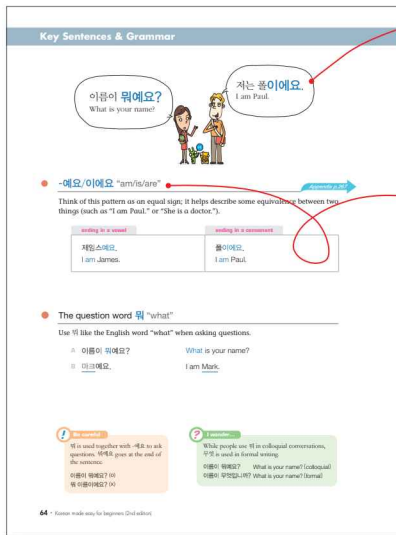 Key Sentences & Grammar
이름이 뭐예요?
What is your name?
저는 폴이에요.
I am Paul.
-예요/이에요 "am/is/are"
Appendix p.267
Think of this pattern as an equal sign; it helps describe some equivalence between two
things (such as "I am Paul." or "She is a doctor.").
ending in a vowel
ending in a consonant
제임스예요.
폴이에요.
I am James.
I am Paul.
The question word 뭐 "what"
Use 뭐 like the English word "what" when asking questions.
A 이름이 뭐예요? What is your name?
B 마크예요. I am Mark.
Be careful!
뭐 is used together with -예요 to ask
questions. 뭐예요 goes at the end of
the sentence.
이름이 뭐예요? (O)
뭐 이름이에요? (X)
I wonder...
While people use 뭐 in colloquial conversations,
무엇 is used in formal writing.
이름이 뭐예요? What is your name? (colloquial)
이름이 무엇입니까? What is your name? (formal)
64 • Korean made easy for beginners (2nd edition)